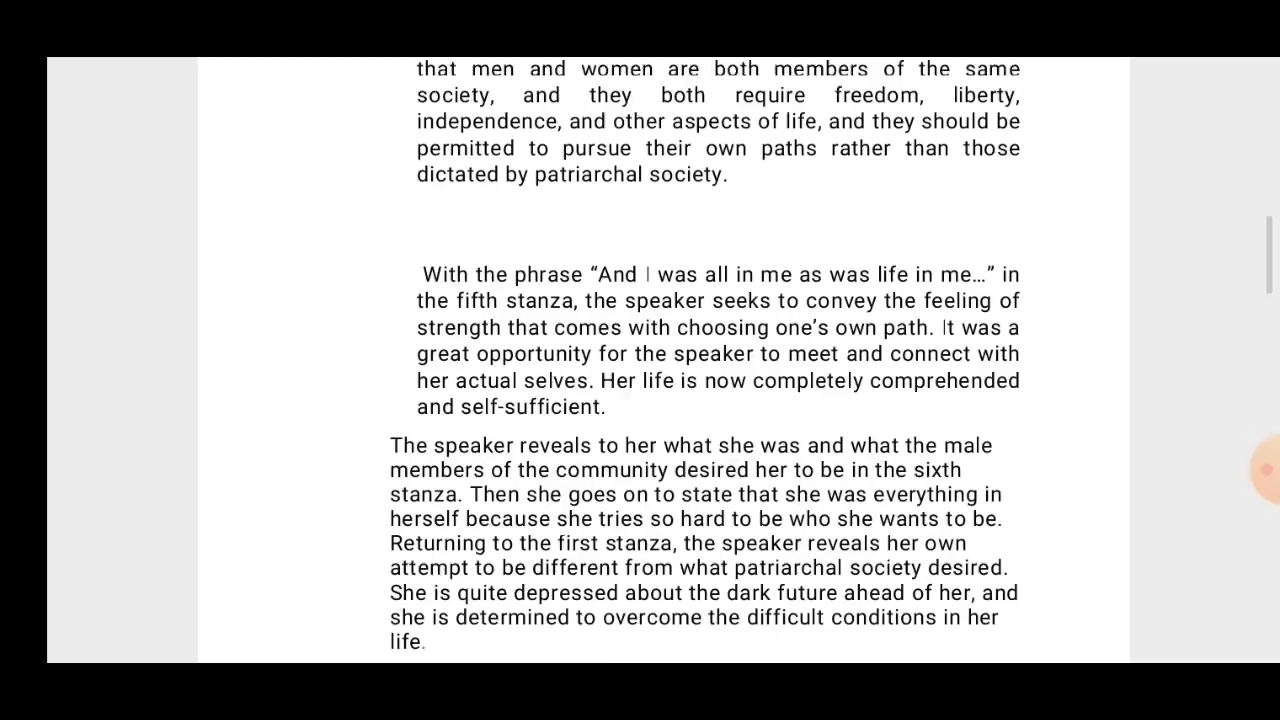 that men and women are both members of the same
society, and they both require freedom, liberty,
independence, and other aspects of life, and they should be
permitted to pursue their own paths rather than those
dictated by patriarchal society.
With the phrase “And I was all in me as was life in me…” in
the fifth stanza, the speaker seeks to convey the feeling of
strength that comes with choosing one’s own path. It was a
great opportunity for the speaker to meet and connect with
her actual selves. Her life is now completely comprehended
and self-sufficient.
The speaker reveals to her what she was and what the male
members of the community desired her to be in the sixth
stanza. Then she goes on to state that she was everything in
herself because she tries so hard to be who she wants to be.
Returning to the first stanza, the speaker reveals her own
attempt to be different from what patriarchal society desired.
She is quite depressed about the dark future ahead of her, and
she is determined to overcome the difficult conditions in her
life.